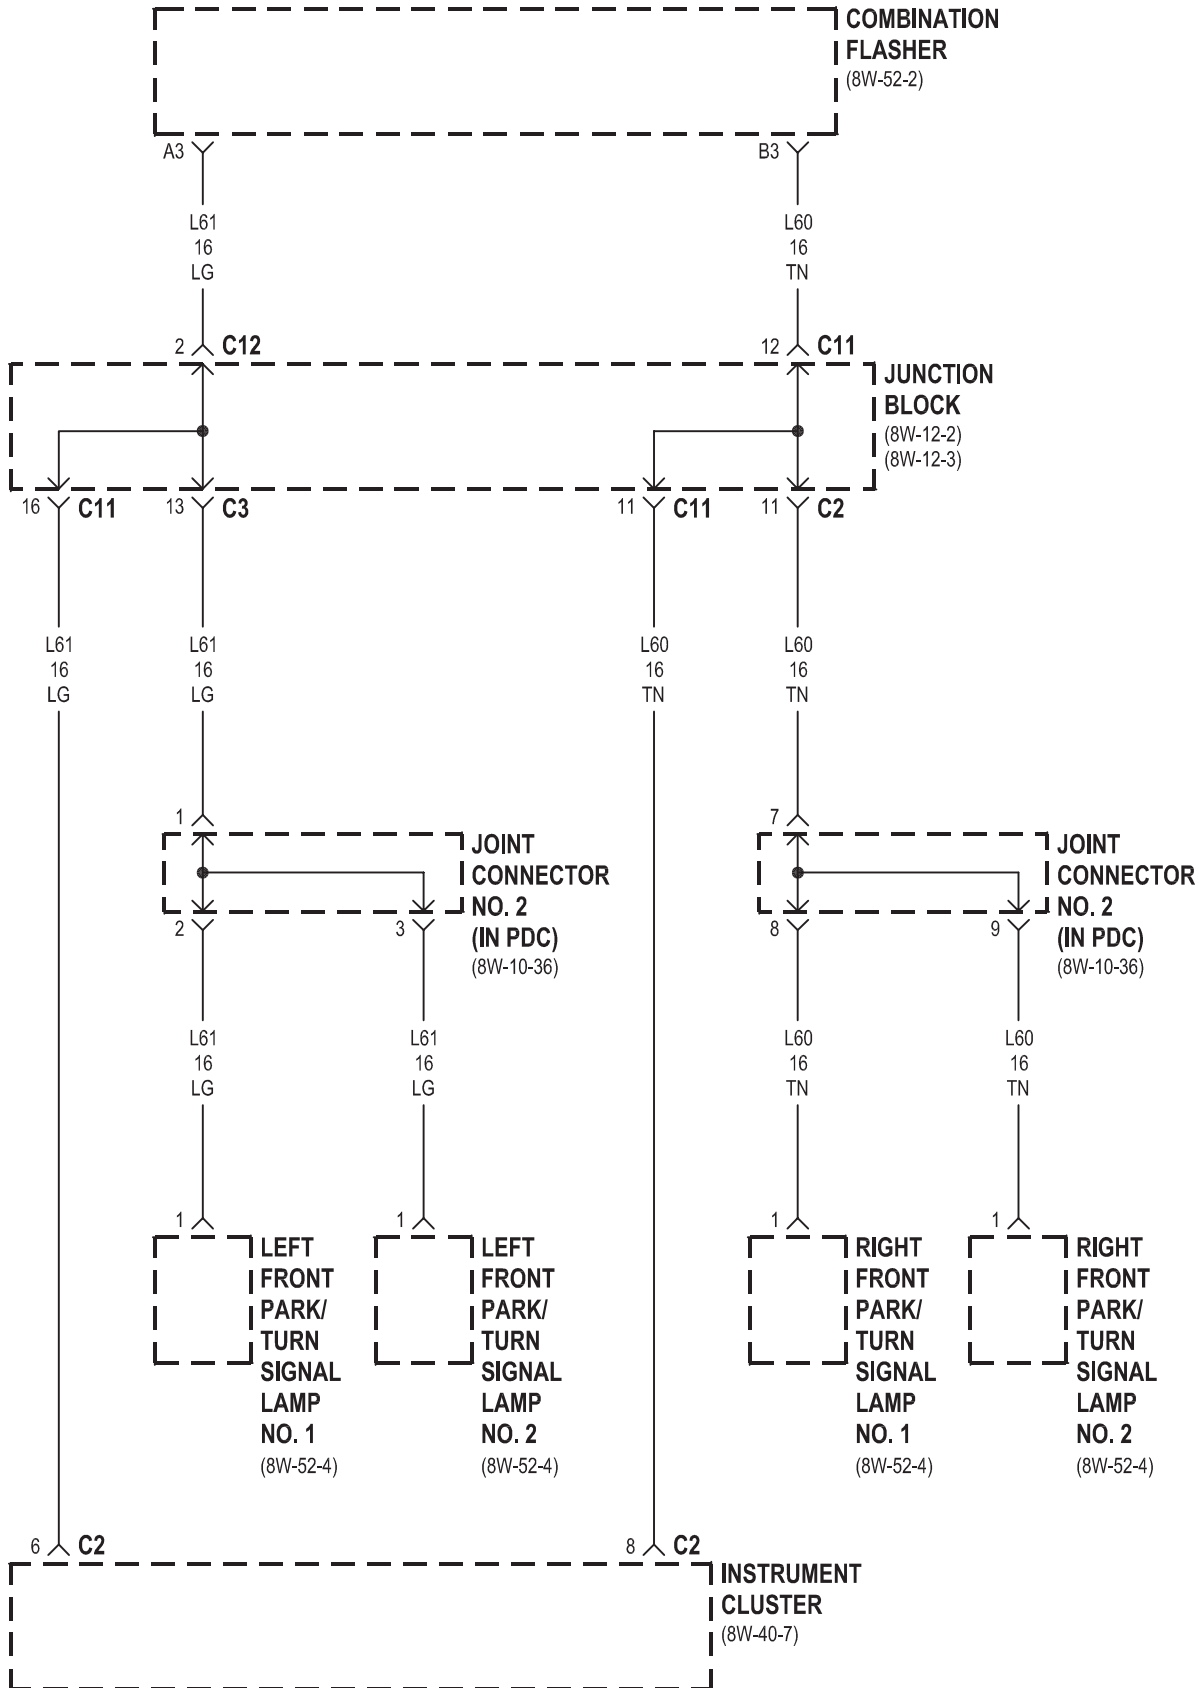 COMBINATION
FLASHER
(8W-52-2)
A3
B3
L61
16
LG
L60
16
TN
2
C12
12
C11
JUNCTION
BLOCK
(8W-12-2)
(8W-12-3)
16
C11
13
C3
11
C11
11
C2
L61
16
LG
L61
16
LG
L60
16
TN
L60
16
TN
1
7
JOINT
CONNECTOR
NO. 2
(IN PDC)
(8W-10-36)
JOINT
CONNECTOR
NO. 2
(IN PDC)
(8W-10-36)
2
3
8
9
L61
16
LG
L61
16
LG
L60
16
TN
L60
16
TN
1
LEFT
FRONT
PARK/
TURN
SIGNAL
LAMP
NO. 1
(8W-52-4)
1
LEFT
FRONT
PARK/
TURN
SIGNAL
LAMP
NO. 2
(8W-52-4)
1
RIGHT
FRONT
PARK/
TURN
SIGNAL
LAMP
NO. 1
(8W-52-4)
1
RIGHT
FRONT
PARK/
TURN
SIGNAL
LAMP
NO. 2
(8W-52-4)
6
C2
8
C2
INSTRUMENT
CLUSTER
(8W-40-7)